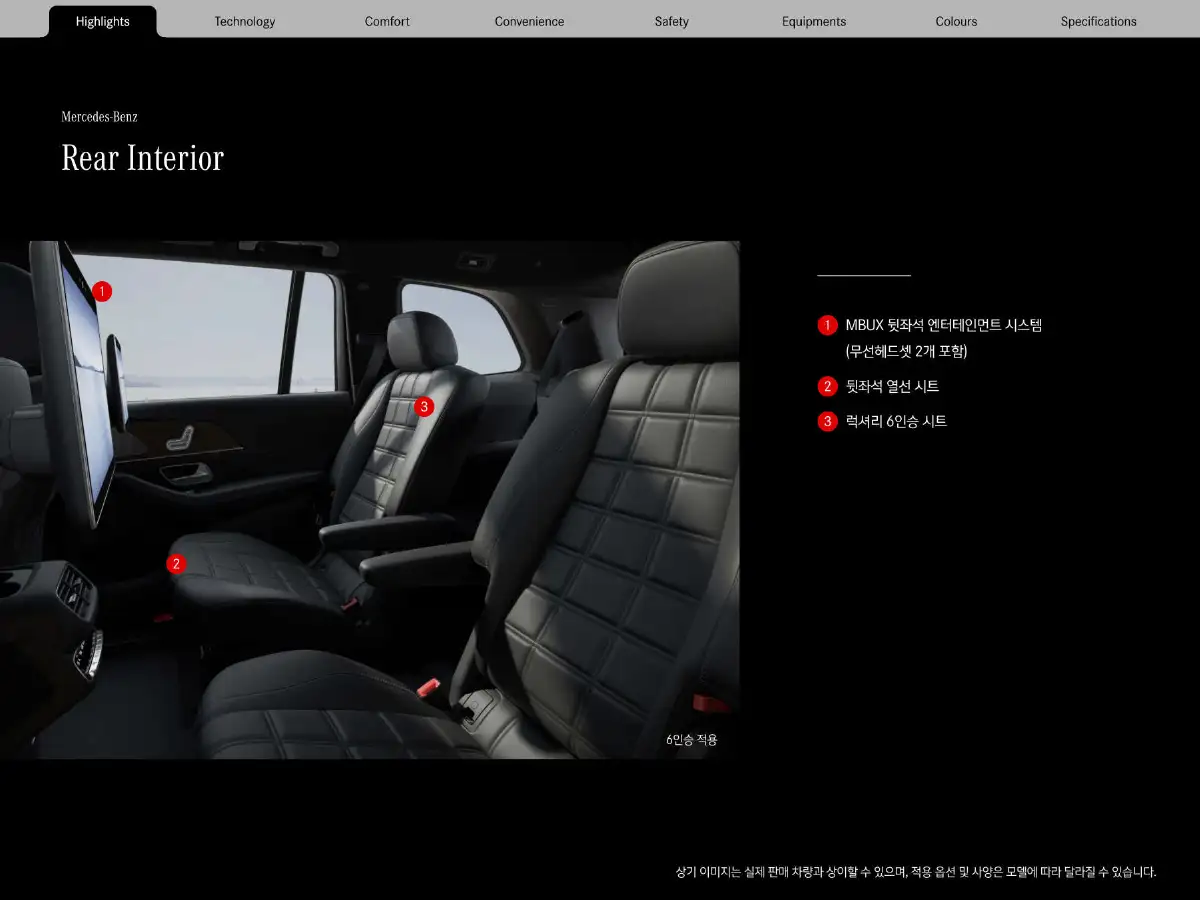 Highlights
Technology
Comfort
Convenience
Safety
Equipments
Colours
Specifications
Mercedes-Benz
Rear Interior
1
3
2
6인승 적용
1 MBUX 뒷좌석 엔터테인먼트 시스템
(무선헤드셋 2개 포함)
2 뒷좌석 열선 시트
3 럭셔리 6인승 시트
상기 이미지는 실제 판매 차량과 상이할 수 있으며, 적용 옵션 및 사양은 모델에 따라 달라질 수 있습니다.